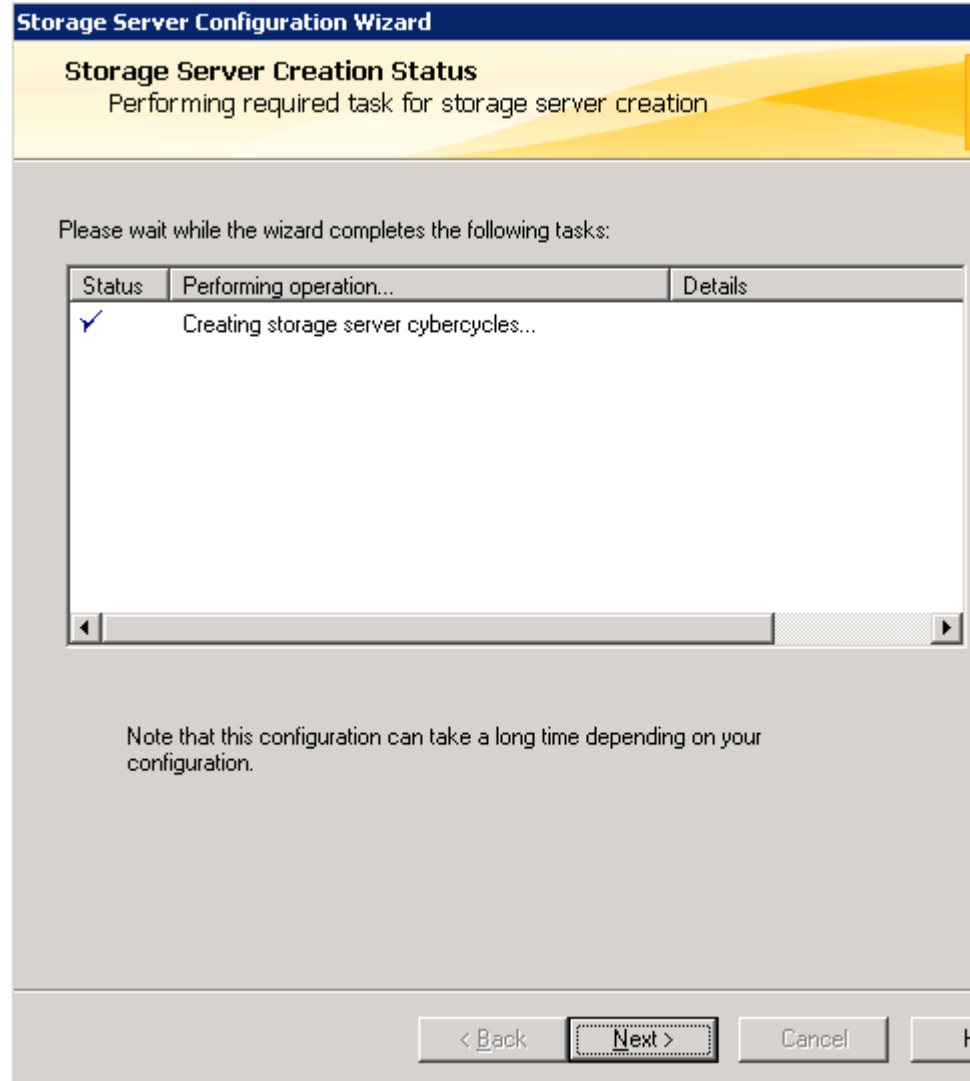 Storage Server Configuration Wizard
Storage Server Creation Status
Performing required task for storage server creation
Please wait while the wizard completes the following tasks:
Status Performing operation... Details
Creating storage server cybercycles...
Note that this configuration can take a long time depending on your
configuration.
< Back Next > Cancel